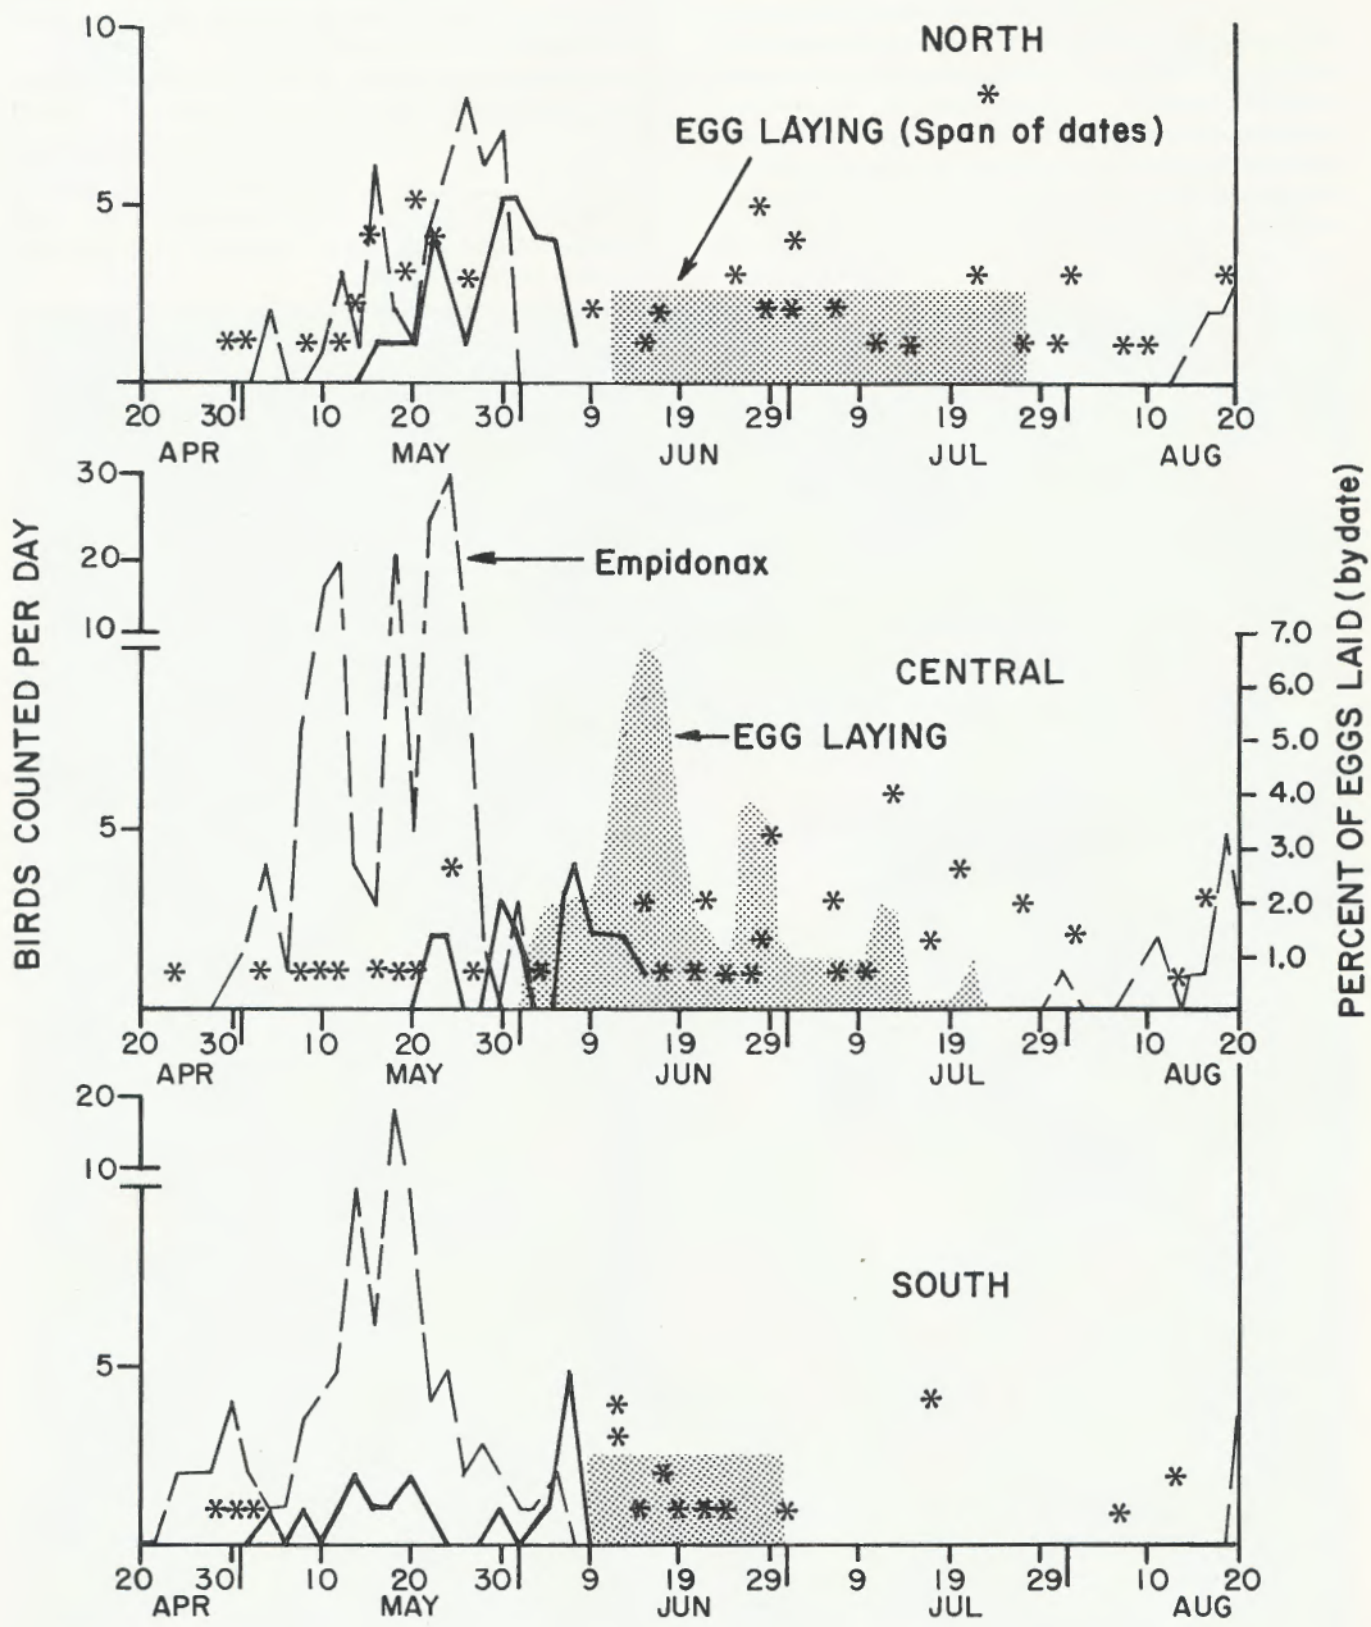 10
NORTH
*
EGG LAYING (Span of dates)
5
20 30 10 20 30 9 19 29 9 19 29 10 20
APR MAY JUN JUL AUG
30
20
Empidonax
10
7.0
CENTRAL
6.0
EGG LAYING
5.0
4.0
5
3.0
2.0
1.0
20 30 10 20 30 9 19 29 9 19 29 10 20
APR MAY JUN JUL AUG
BIRDS COUNTED PER DAY
PERCENT OF EGGS LAID (by date)
20
10
SOUTH
5
20 30 10 20 30 9 19 29 9 19 29 10 20
APR MAY JUN JUL AUG